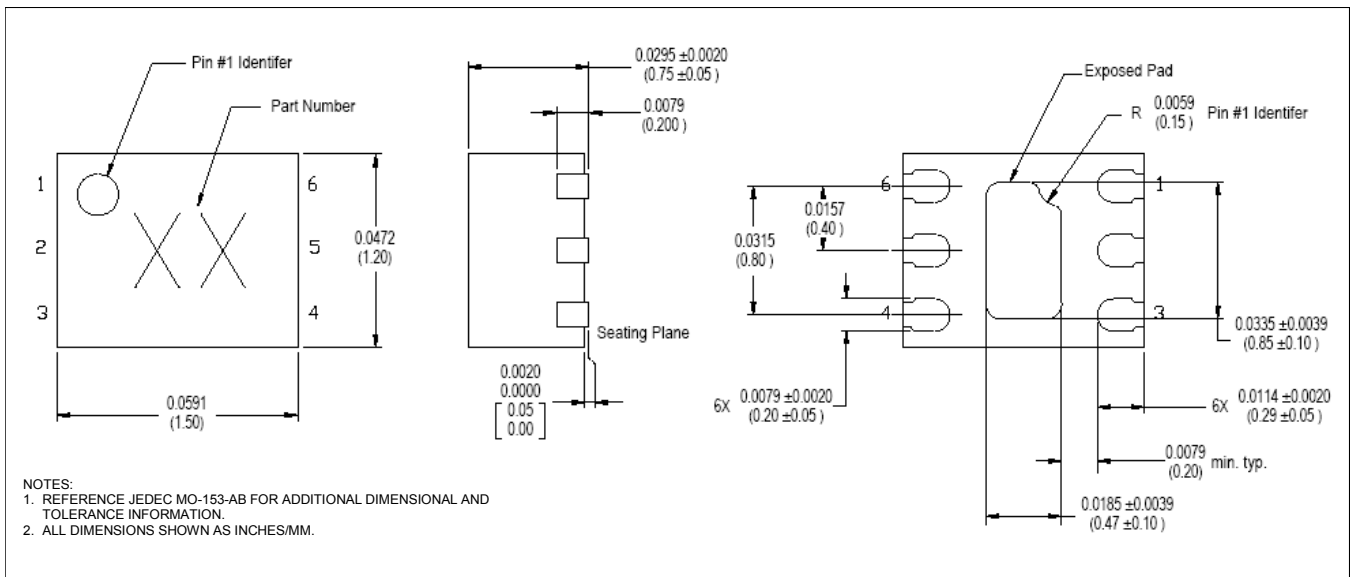 Pin #1 Identifer
Part Number
1
2
3
6
5
4
0.0472
(1.20)
0.0591
(1.50)
0.0295 ±0.0020
(0.75 ±0.05 )
0.0079
(0.200 )
Seating Plane
0.0020
0.0000
[ 0.05 ]
[ 0.00 ]
Exposed Pad
R 0.0059 Pin #1 Identifer
(0.15)
6
4
1
3
0.0157
(0.40)
0.0315
(0.80 )
6X 0.0079 ±0.0020
(0.20 ±0.05 )
0.0335 ±0.0039
(0.85 ±0.10 )
6X 0.0114 ±0.0020
(0.29 ±0.05 )
0.0079 min. typ.
(0.20)
0.0185 ±0.0039
(0.47 ±0.10 )
XX
NOTES:
1. REFERENCE JEDEC MO-153-AB FOR ADDITIONAL DIMENSIONAL AND
TOLERANCE INFORMATION.
2. ALL DIMENSIONS SHOWN AS INCHES/MM.